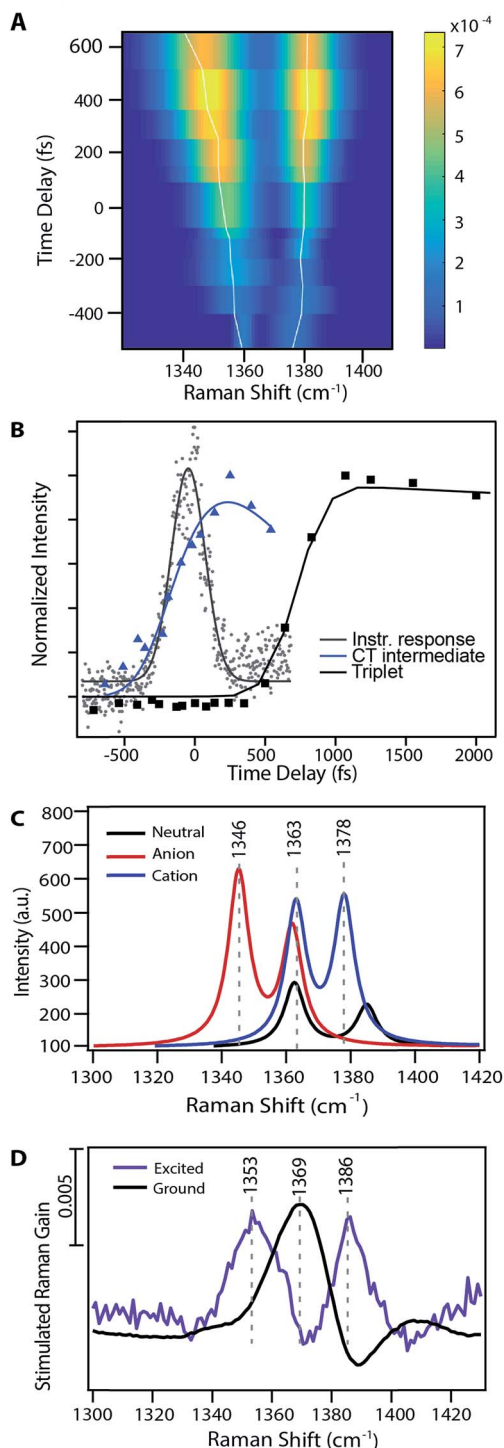 A
x10⁻⁴
600
400
200
0
-200
-400
Time Delay (fs)
7
6
5
4
3
2
1
1340
1360
1380
1400
Raman Shift (cm⁻¹)
B
Normalized Intensity
Instr. response
CT intermediate
Triplet
-500
0
500
1000
1500
2000
Time Delay (fs)
C
800
700
600
500
400
300
200
100
Intensity (a.u.)
Neutral
Anion
Cation
1346
1363
1378
1300
1320
1340
1360
1380
1400
1420
Raman Shift (cm⁻¹)
D
0.005
Stimulated Raman Gain
Excited
Ground
1353
1369
1386
1300
1320
1340
1360
1380
1400
1420
Raman Shift (cm⁻¹)